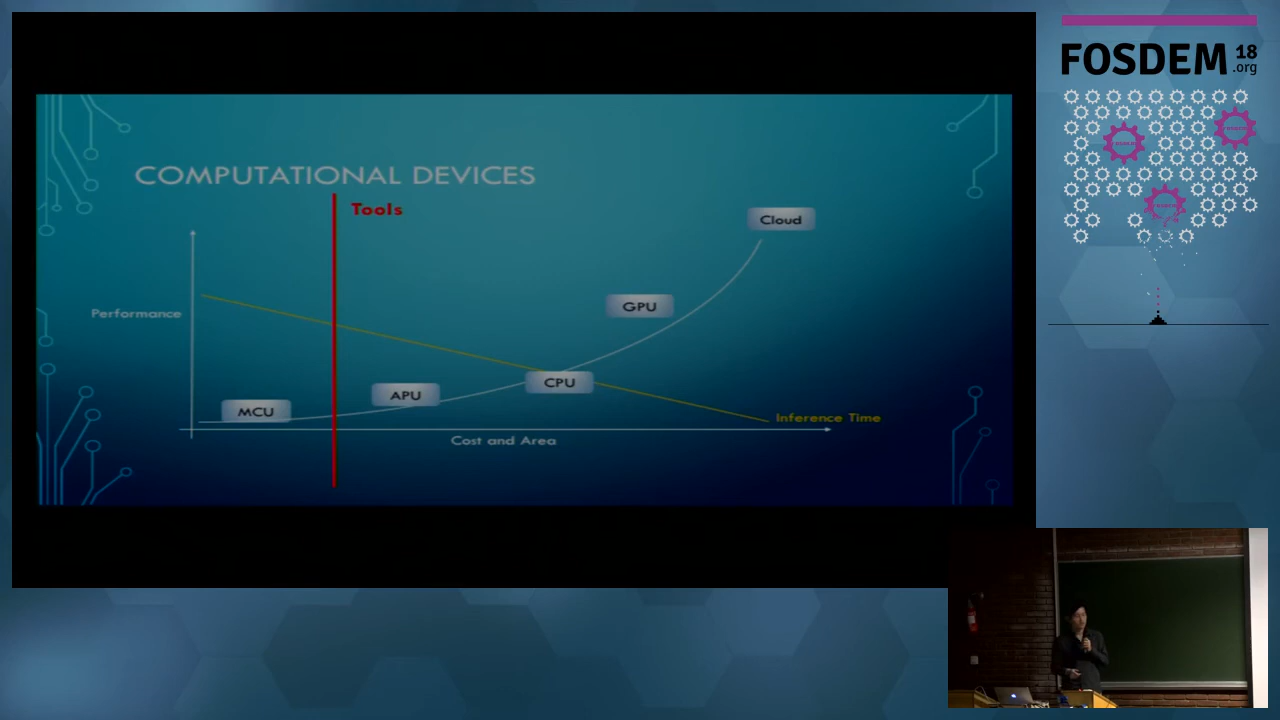 COMPUTATIONAL DEVICES
Tools
Cloud
GPU
Performance
CPU
APU
MCU
Inference Time
Cost and Area
FOSDEM 18
.org